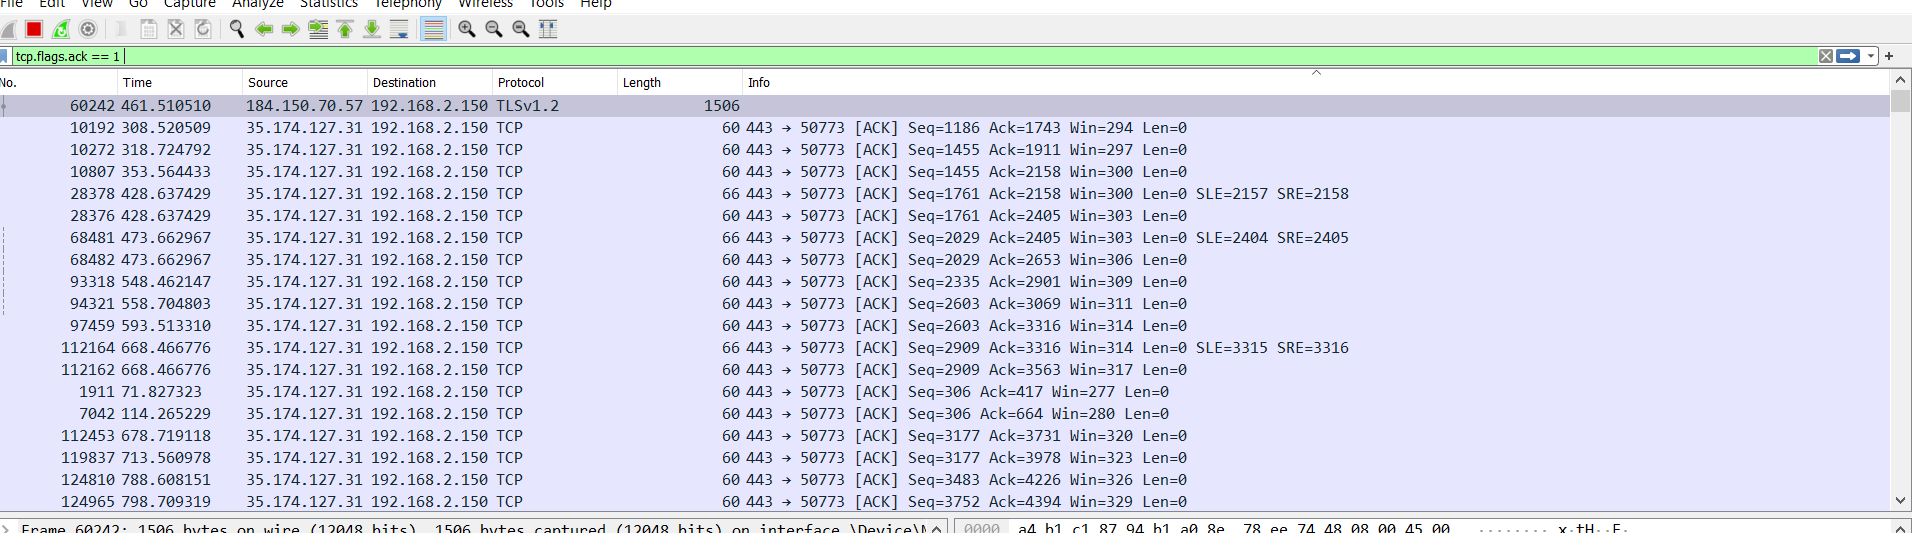 File Edit View Go Capture Analyze Statistics Telephony Wireless Tools Help
tcp.flags.ack == 1
No. Time Source Destination Protocol Length Info
60242 461.510510 184.150.70.57 192.168.2.150 TLSv1.2 1506
10192 308.520509 35.174.127.31 192.168.2.150 TCP 60 443 → 50773 [ACK] Seq=1186 Ack=1743 Win=294 Len=0
10272 318.724792 35.174.127.31 192.168.2.150 TCP 60 443 → 50773 [ACK] Seq=1455 Ack=1911 Win=297 Len=0
10807 353.564433 35.174.127.31 192.168.2.150 TCP 60 443 → 50773 [ACK] Seq=1455 Ack=2158 Win=300 Len=0
28378 428.637429 35.174.127.31 192.168.2.150 TCP 66 443 → 50773 [ACK] Seq=1761 Ack=2158 Win=300 Len=0 SLE=2157 SRE=2158
28376 428.637429 35.174.127.31 192.168.2.150 TCP 60 443 → 50773 [ACK] Seq=1761 Ack=2405 Win=303 Len=0
68481 473.662967 35.174.127.31 192.168.2.150 TCP 66 443 → 50773 [ACK] Seq=2029 Ack=2405 Win=303 Len=0 SLE=2404 SRE=2405
68482 473.662967 35.174.127.31 192.168.2.150 TCP 60 443 → 50773 [ACK] Seq=2029 Ack=2653 Win=306 Len=0
93318 548.462147 35.174.127.31 192.168.2.150 TCP 60 443 → 50773 [ACK] Seq=2335 Ack=2901 Win=309 Len=0
94321 558.704803 35.174.127.31 192.168.2.150 TCP 60 443 → 50773 [ACK] Seq=2603 Ack=3069 Win=311 Len=0
97459 593.513310 35.174.127.31 192.168.2.150 TCP 60 443 → 50773 [ACK] Seq=2603 Ack=3316 Win=314 Len=0
112164 668.466776 35.174.127.31 192.168.2.150 TCP 66 443 → 50773 [ACK] Seq=2909 Ack=3316 Win=314 Len=0 SLE=3315 SRE=3316
112162 668.466776 35.174.127.31 192.168.2.150 TCP 60 443 → 50773 [ACK] Seq=2909 Ack=3563 Win=317 Len=0
1911 71.827323 35.174.127.31 192.168.2.150 TCP 60 443 → 50773 [ACK] Seq=306 Ack=417 Win=277 Len=0
7042 114.265229 35.174.127.31 192.168.2.150 TCP 60 443 → 50773 [ACK] Seq=306 Ack=664 Win=280 Len=0
112453 678.719118 35.174.127.31 192.168.2.150 TCP 60 443 → 50773 [ACK] Seq=3177 Ack=3731 Win=320 Len=0
119837 713.560978 35.174.127.31 192.168.2.150 TCP 60 443 → 50773 [ACK] Seq=3177 Ack=3978 Win=323 Len=0
124810 788.608151 35.174.127.31 192.168.2.150 TCP 60 443 → 50773 [ACK] Seq=3483 Ack=4226 Win=326 Len=0
124965 798.709319 35.174.127.31 192.168.2.150 TCP 60 443 → 50773 [ACK] Seq=3752 Ack=4394 Win=329 Len=0
Frame 60242: 1506 bytes on wire (12048 bits), 1506 bytes captured (12048 bits) on interface \Device\
0000 a4 b1 c1 87 94 b1 a0 8e 78 ee 74 48 08 00 45 00 ········ x·tH··E·